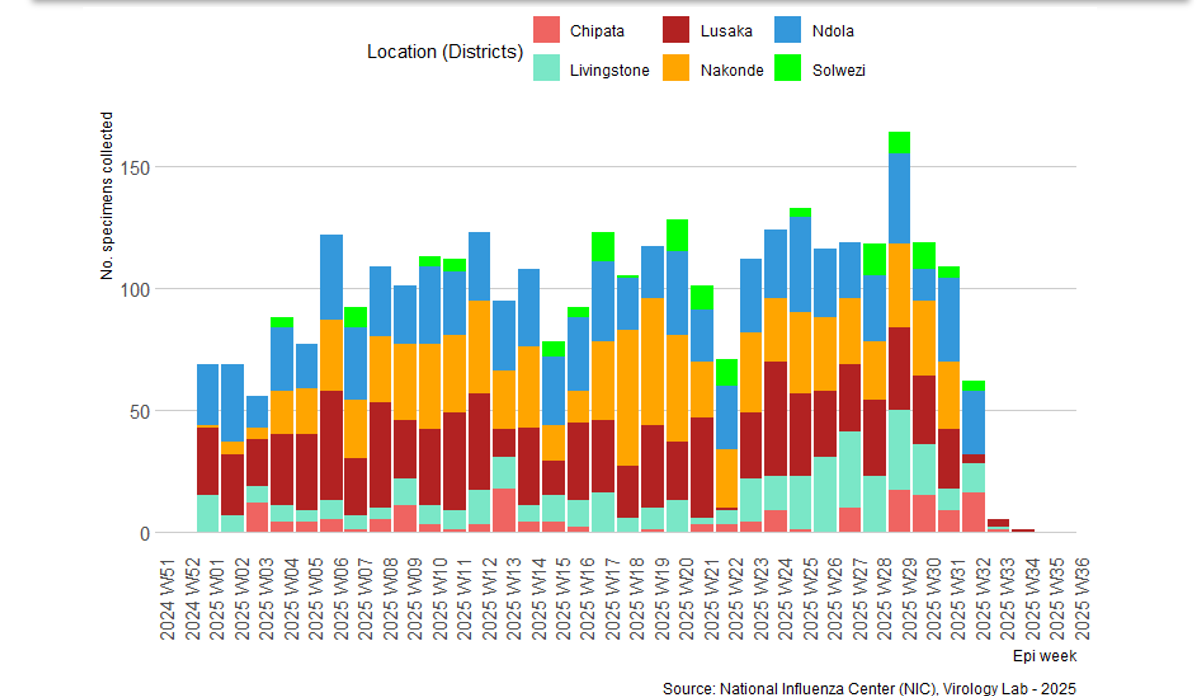 Location (Districts)
Chipata
Lusaka
Ndola
Livingstone
Nakonde
Solwezi
No. specimens collected
150
100
50
0
2024 W51
2024 W52
2025 W01
2025 W02
2025 W03
2025 W04
2025 W05
2025 W06
2025 W07
2025 W08
2025 W09
2025 W10
2025 W11
2025 W12
2025 W13
2025 W14
2025 W15
2025 W16
2025 W17
2025 W18
2025 W19
2025 W20
2025 W21
2025 W22
2025 W23
2025 W24
2025 W26
2025 W27
2025 W28
2025 W29
2025 W30
2025 W31
2025 W32
2025 W33
2025 W34
2025 W35
2025 W36
Epi week
Source: National Influenza Center (NIC), Virology Lab - 2025